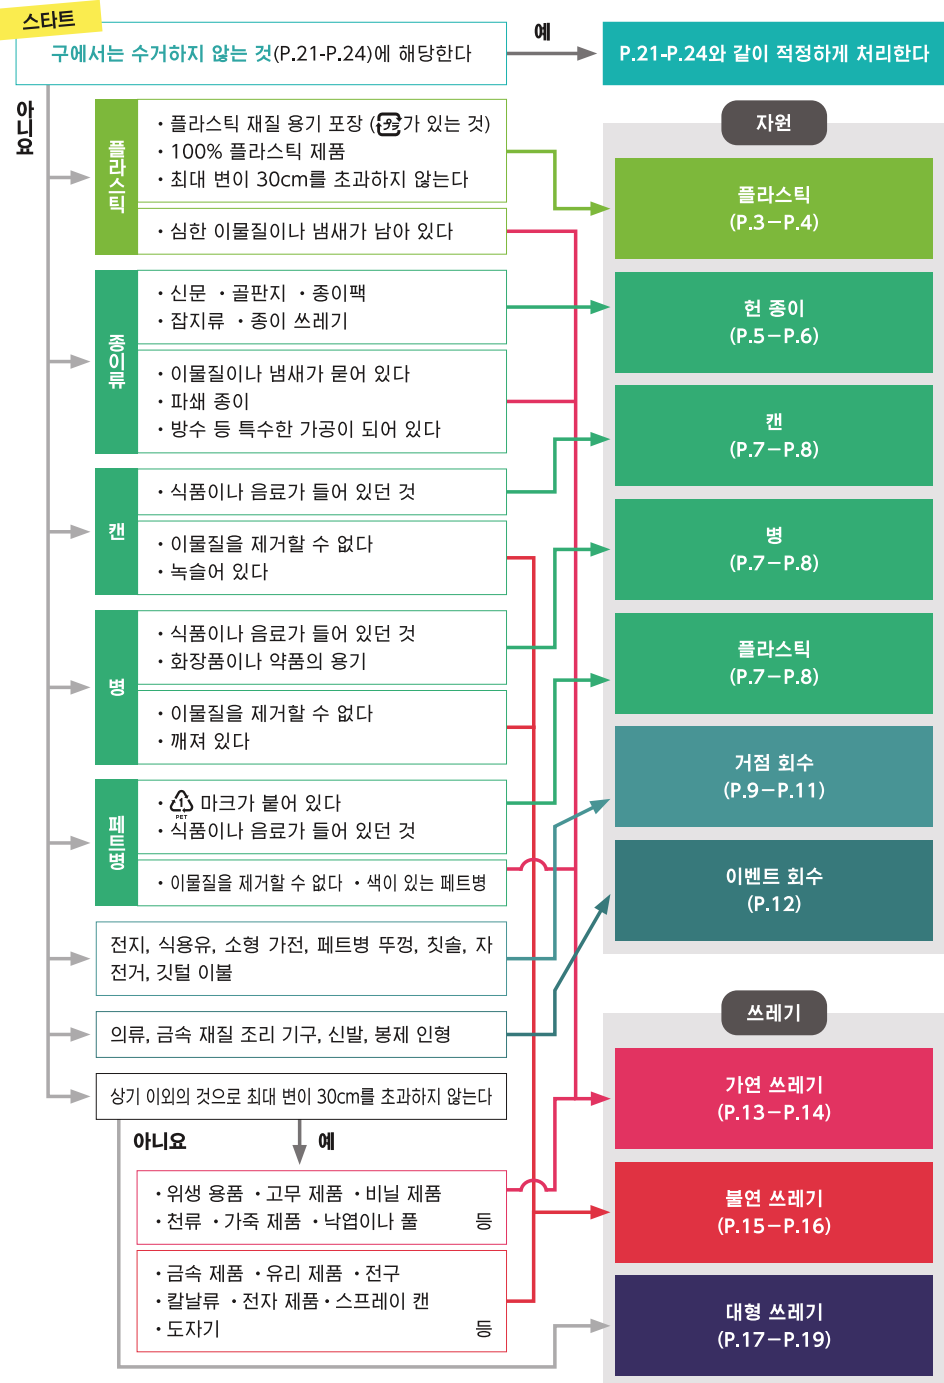 스타트
구에서는 수거하지 않는 것(P.21-P.24)에 해당한다
예
P.21-P.24와 같이 적정하게 처리한다
아니요
자원
플라스틱
・플라스틱 재질 용기 포장 (プラ가 있는 것)
・100% 플라스틱 제품
・최대 변이 30cm를 초과하지 않는다
・심한 이물질이나 냄새가 남아 있다
플라스틱
(P.3－P.4)
종이류
・신문 ・골판지 ・종이팩
・잡지류 ・종이 쓰레기
・이물질이나 냄새가 묻어 있다
・파쇄 종이
・방수 등 특수한 가공이 되어 있다
헌 종이
(P.5－P.6)
캔
・식품이나 음료가 들어 있던 것
・이물질을 제거할 수 없다
・녹슬어 있다
캔
(P.7－P.8)
병
・식품이나 음료가 들어 있던 것
・화장품이나 약품의 용기
・이물질을 제거할 수 없다
・깨져 있다
병
(P.7－P.8)
페트병
・1 PET 마크가 붙어 있다
・식품이나 음료가 들어 있던 것
・이물질을 제거할 수 없다 ・색이 있는 페트병
플라스틱
(P.7－P.8)
전지, 식용유, 소형 가전, 페트병 뚜껑, 칫솔, 자
전거, 깃털 이불
거점 회수
(P.9－P.11)
의류, 금속 재질 조리 기구, 신발, 봉제 인형
이벤트 회수
(P.12)
상기 이외의 것으로 최대 변이 30cm를 초과하지 않는다
아니요
예
쓰레기
・위생 용품 ・고무 제품 ・비닐 제품
・천류 ・가죽 제품 ・낙엽이나 풀 등
가연 쓰레기
(P.13－P.14)
・금속 제품 ・유리 제품 ・전구
・칼날류 ・전자 제품・스프레이 캔
・도자기 등
불연 쓰레기
(P.15－P.16)
대형 쓰레기
(P.17－P.19)